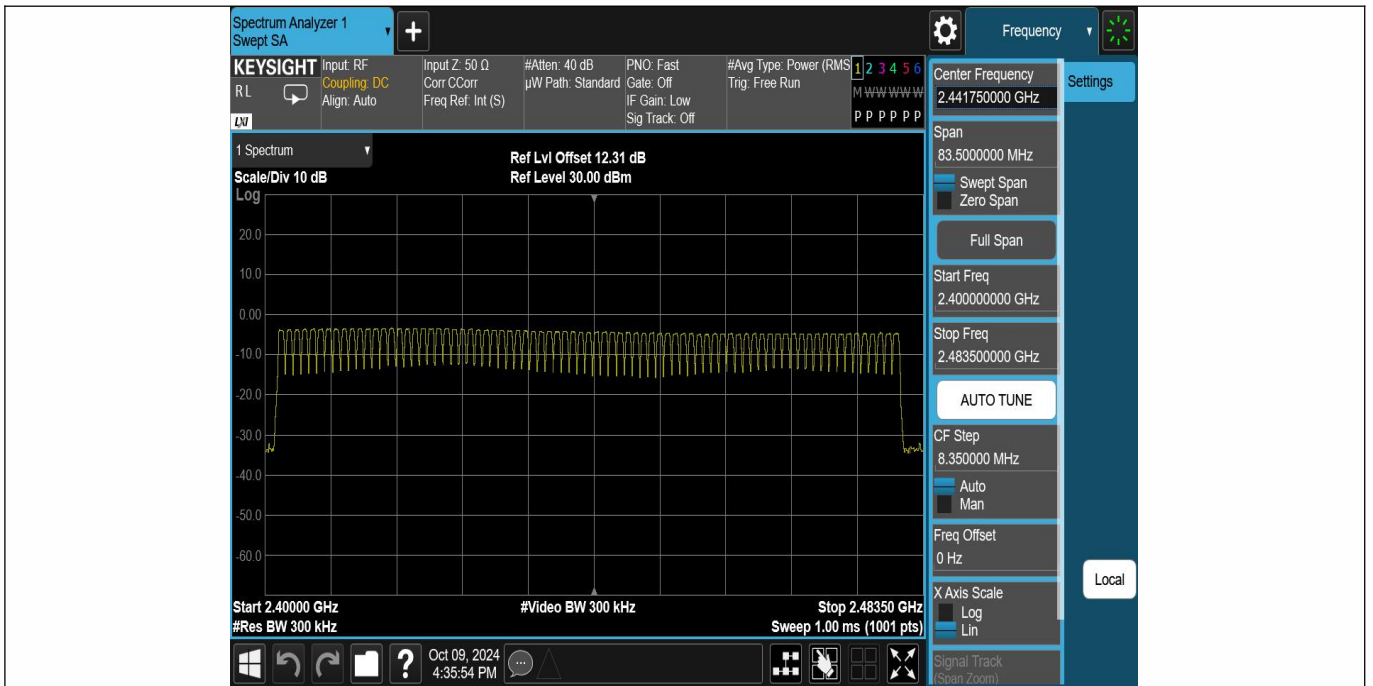 Spectrum Analyzer 1
Swept SA
+
Frequency
KEYSIGHT
RL
LXI
Input: RF
Coupling: DC
Align: Auto
Input Z: 50 Ω
Corr CCorr
Freq Ref: Int (S)
#Atten: 40 dB
µW Path: Standard
PNO: Fast
Gate: Off
IF Gain: Low
Sig Track: Off
#Avg Type: Power (RMS
Trig: Free Run
1 2 3 4 5 6
M W W W W W
P P P P P P
1 Spectrum
Scale/Div 10 dB
Ref Lvl Offset 12.31 dB
Ref Level 30.00 dBm
Log
20.0
10.0
0.00
-10.0
-20.0
-30.0
-40.0
-50.0
-60.0
Start 2.40000 GHz
#Res BW 300 kHz
#Video BW 300 kHz
Stop 2.48350 GHz
Sweep 1.00 ms (1001 pts)
Center Frequency
2.441750000 GHz
Settings
Span
83.5000000 MHz
Swept Span
Zero Span
Full Span
Start Freq
2.400000000 GHz
Stop Freq
2.483500000 GHz
AUTO TUNE
CF Step
8.350000 MHz
Auto
Man
Freq Offset
0 Hz
X Axis Scale
Log
Lin
Signal Track
(Span Zoom)
Local
?
Oct 09, 2024
4:35:54 PM